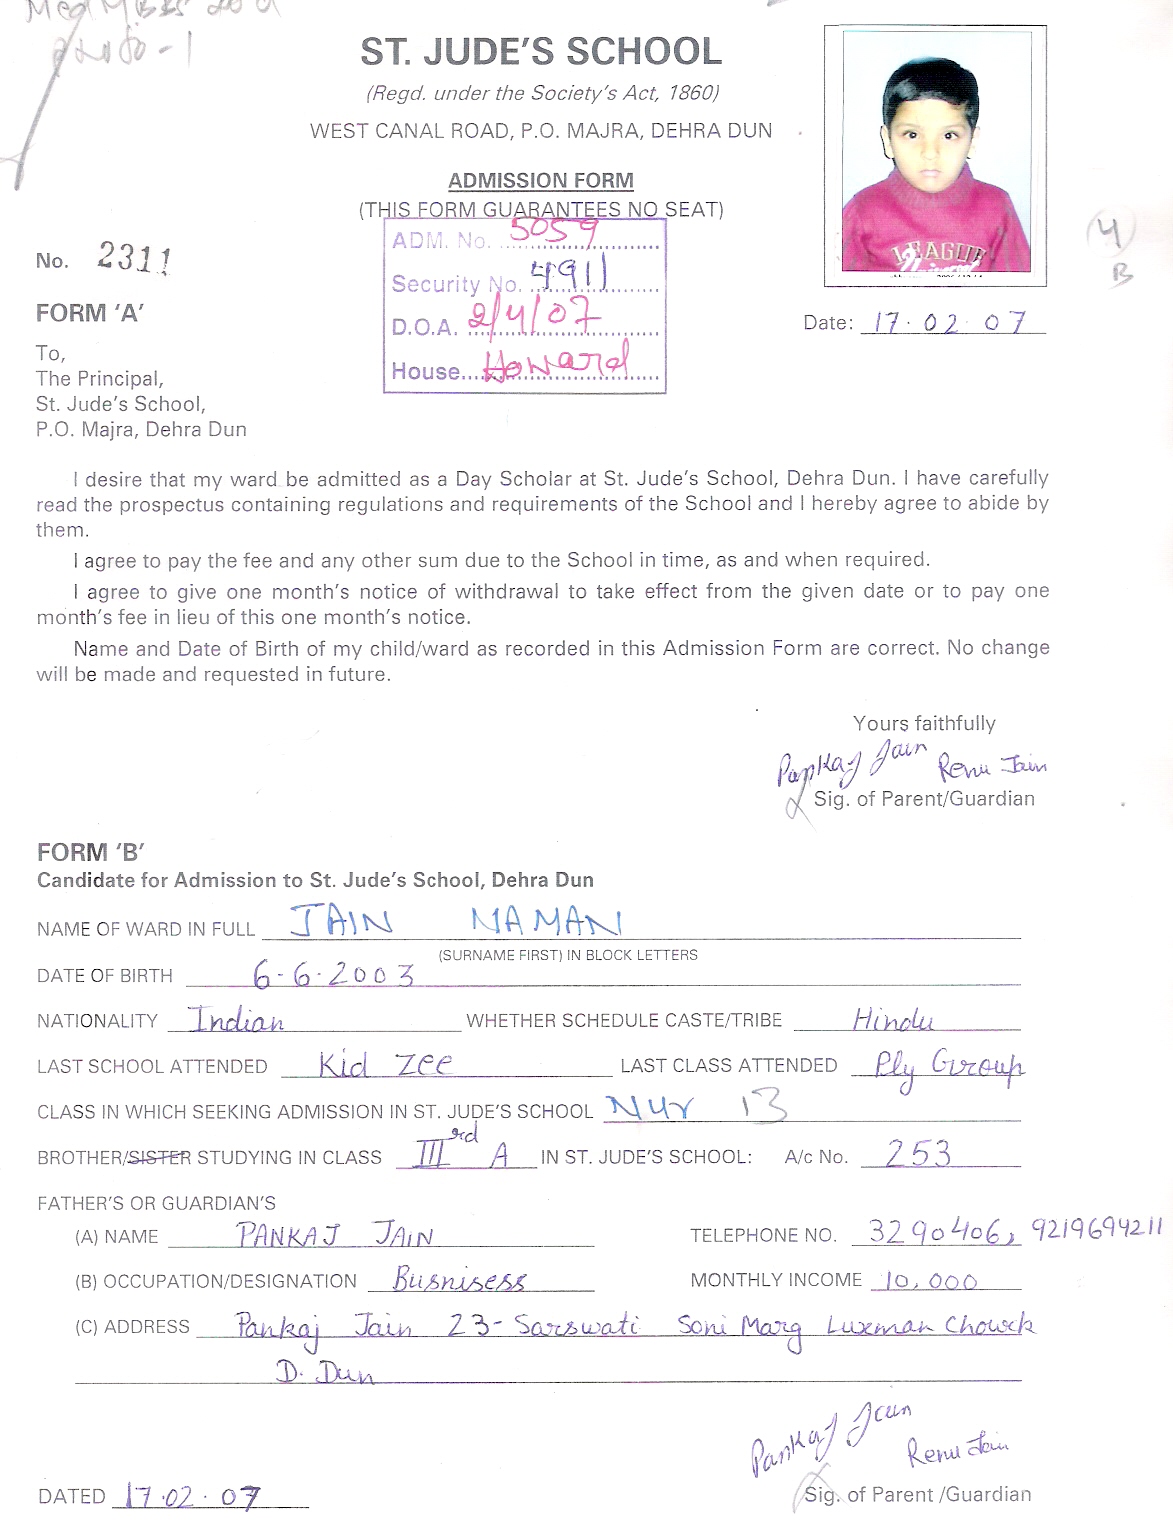 ST. JUDE'S SCHOOL
(Regd. under the Society's Act, 1860)
WEST CANAL ROAD, P.O. MAJRA, DEHRA DUN
ADMISSION FORM
(THIS FORM GUARANTEES NO SEAT)
ADM. No. 5059
No. 2311
Security No. 4911
4
B
FORM 'A'
D.O.A. 2/4/07
Date: 17.02.07
House Howard
LEAGUE
To,
The Principal,
St. Jude's School,
P.O. Majra, Dehra Dun
I desire that my ward be admitted as a Day Scholar at St. Jude's School, Dehra Dun. I have carefully
read the prospectus containing regulations and requirements of the School and I hereby agree to abide by
them.
I agree to pay the fee and any other sum due to the School in time, as and when required.
I agree to give one month's notice of withdrawal to take effect from the given date or to pay one
month's fee in lieu of this one month's notice.
Name and Date of Birth of my child/ward as recorded in this Admission Form are correct. No change
will be made and requested in future.
Yours faithfully
Pankaj Jain Renu Jain
Sig. of Parent/Guardian
FORM 'B'
Candidate for Admission to St. Jude's School, Dehra Dun
NAME OF WARD IN FULL JAIN NAMAN
(SURNAME FIRST) IN BLOCK LETTERS
DATE OF BIRTH 6-6-2003
NATIONALITY Indian WHETHER SCHEDULE CASTE/TRIBE Hindu
LAST SCHOOL ATTENDED Kid Zee LAST CLASS ATTENDED Ply Group
CLASS IN WHICH SEEKING ADMISSION IN ST. JUDE'S SCHOOL Nur B
BROTHER/SISTER STUDYING IN CLASS IIIrd A IN ST. JUDE'S SCHOOL: A/c No. 253
FATHER'S OR GUARDIAN'S
(A) NAME PANKAJ JAIN TELEPHONE NO. 3290406, 9219694211
(B) OCCUPATION/DESIGNATION Busnisess MONTHLY INCOME 10,000
(C) ADDRESS Pankaj Jain 23-Sarswati Soni Marg Luxman Chowck
D. Dun
Pankaj Jain Renu Jain
DATED 17.02.07 Sig. of Parent /Guardian